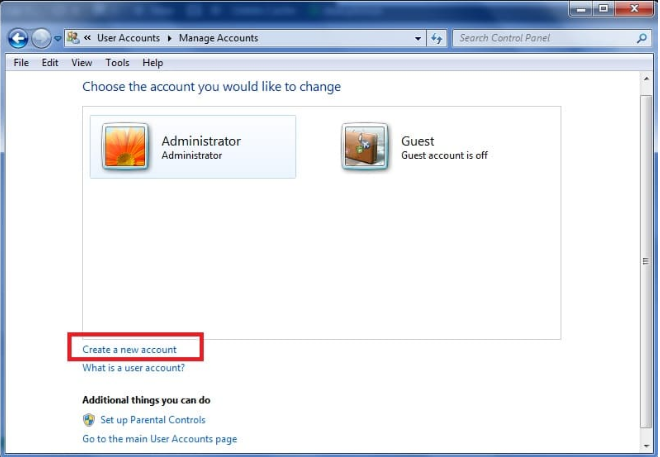 « User Accounts ▸ Manage Accounts
Search Control Panel
File Edit View Tools Help
Choose the account you would like to change
Administrator
Administrator
Guest
Guest account is off
Create a new account
What is a user account?
Additional things you can do
Set up Parental Controls
Go to the main User Accounts page